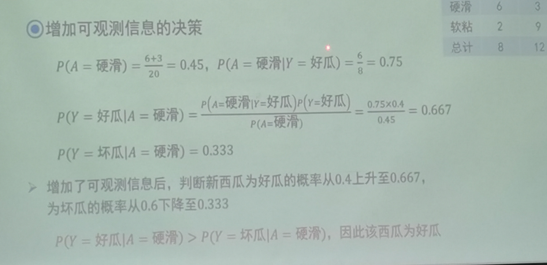 硬滑 6 3
软粘 2 9
总计 8 12
增加可观测信息的决策
P(A = 硬滑) = \frac{6+3}{20} = 0.45, P(A = 硬滑|Y = 好瓜) = \frac{6}{8} = 0.75
P(Y = 好瓜|A = 硬滑) = \frac{P(A=硬滑|Y=好瓜)P(Y=好瓜)}{P(A=硬滑)} = \frac{0.75×0.4}{0.45} = 0.667
P(Y = 坏瓜|A = 硬滑) = 0.333
➢ 增加了可观测信息后，判断新西瓜为好瓜的概率从0.4上升至0.667，
为坏瓜的概率从0.6下降至0.333
P(Y = 好瓜|A = 硬滑) > P(Y = 坏瓜|A = 硬滑)，因此该西瓜为好瓜